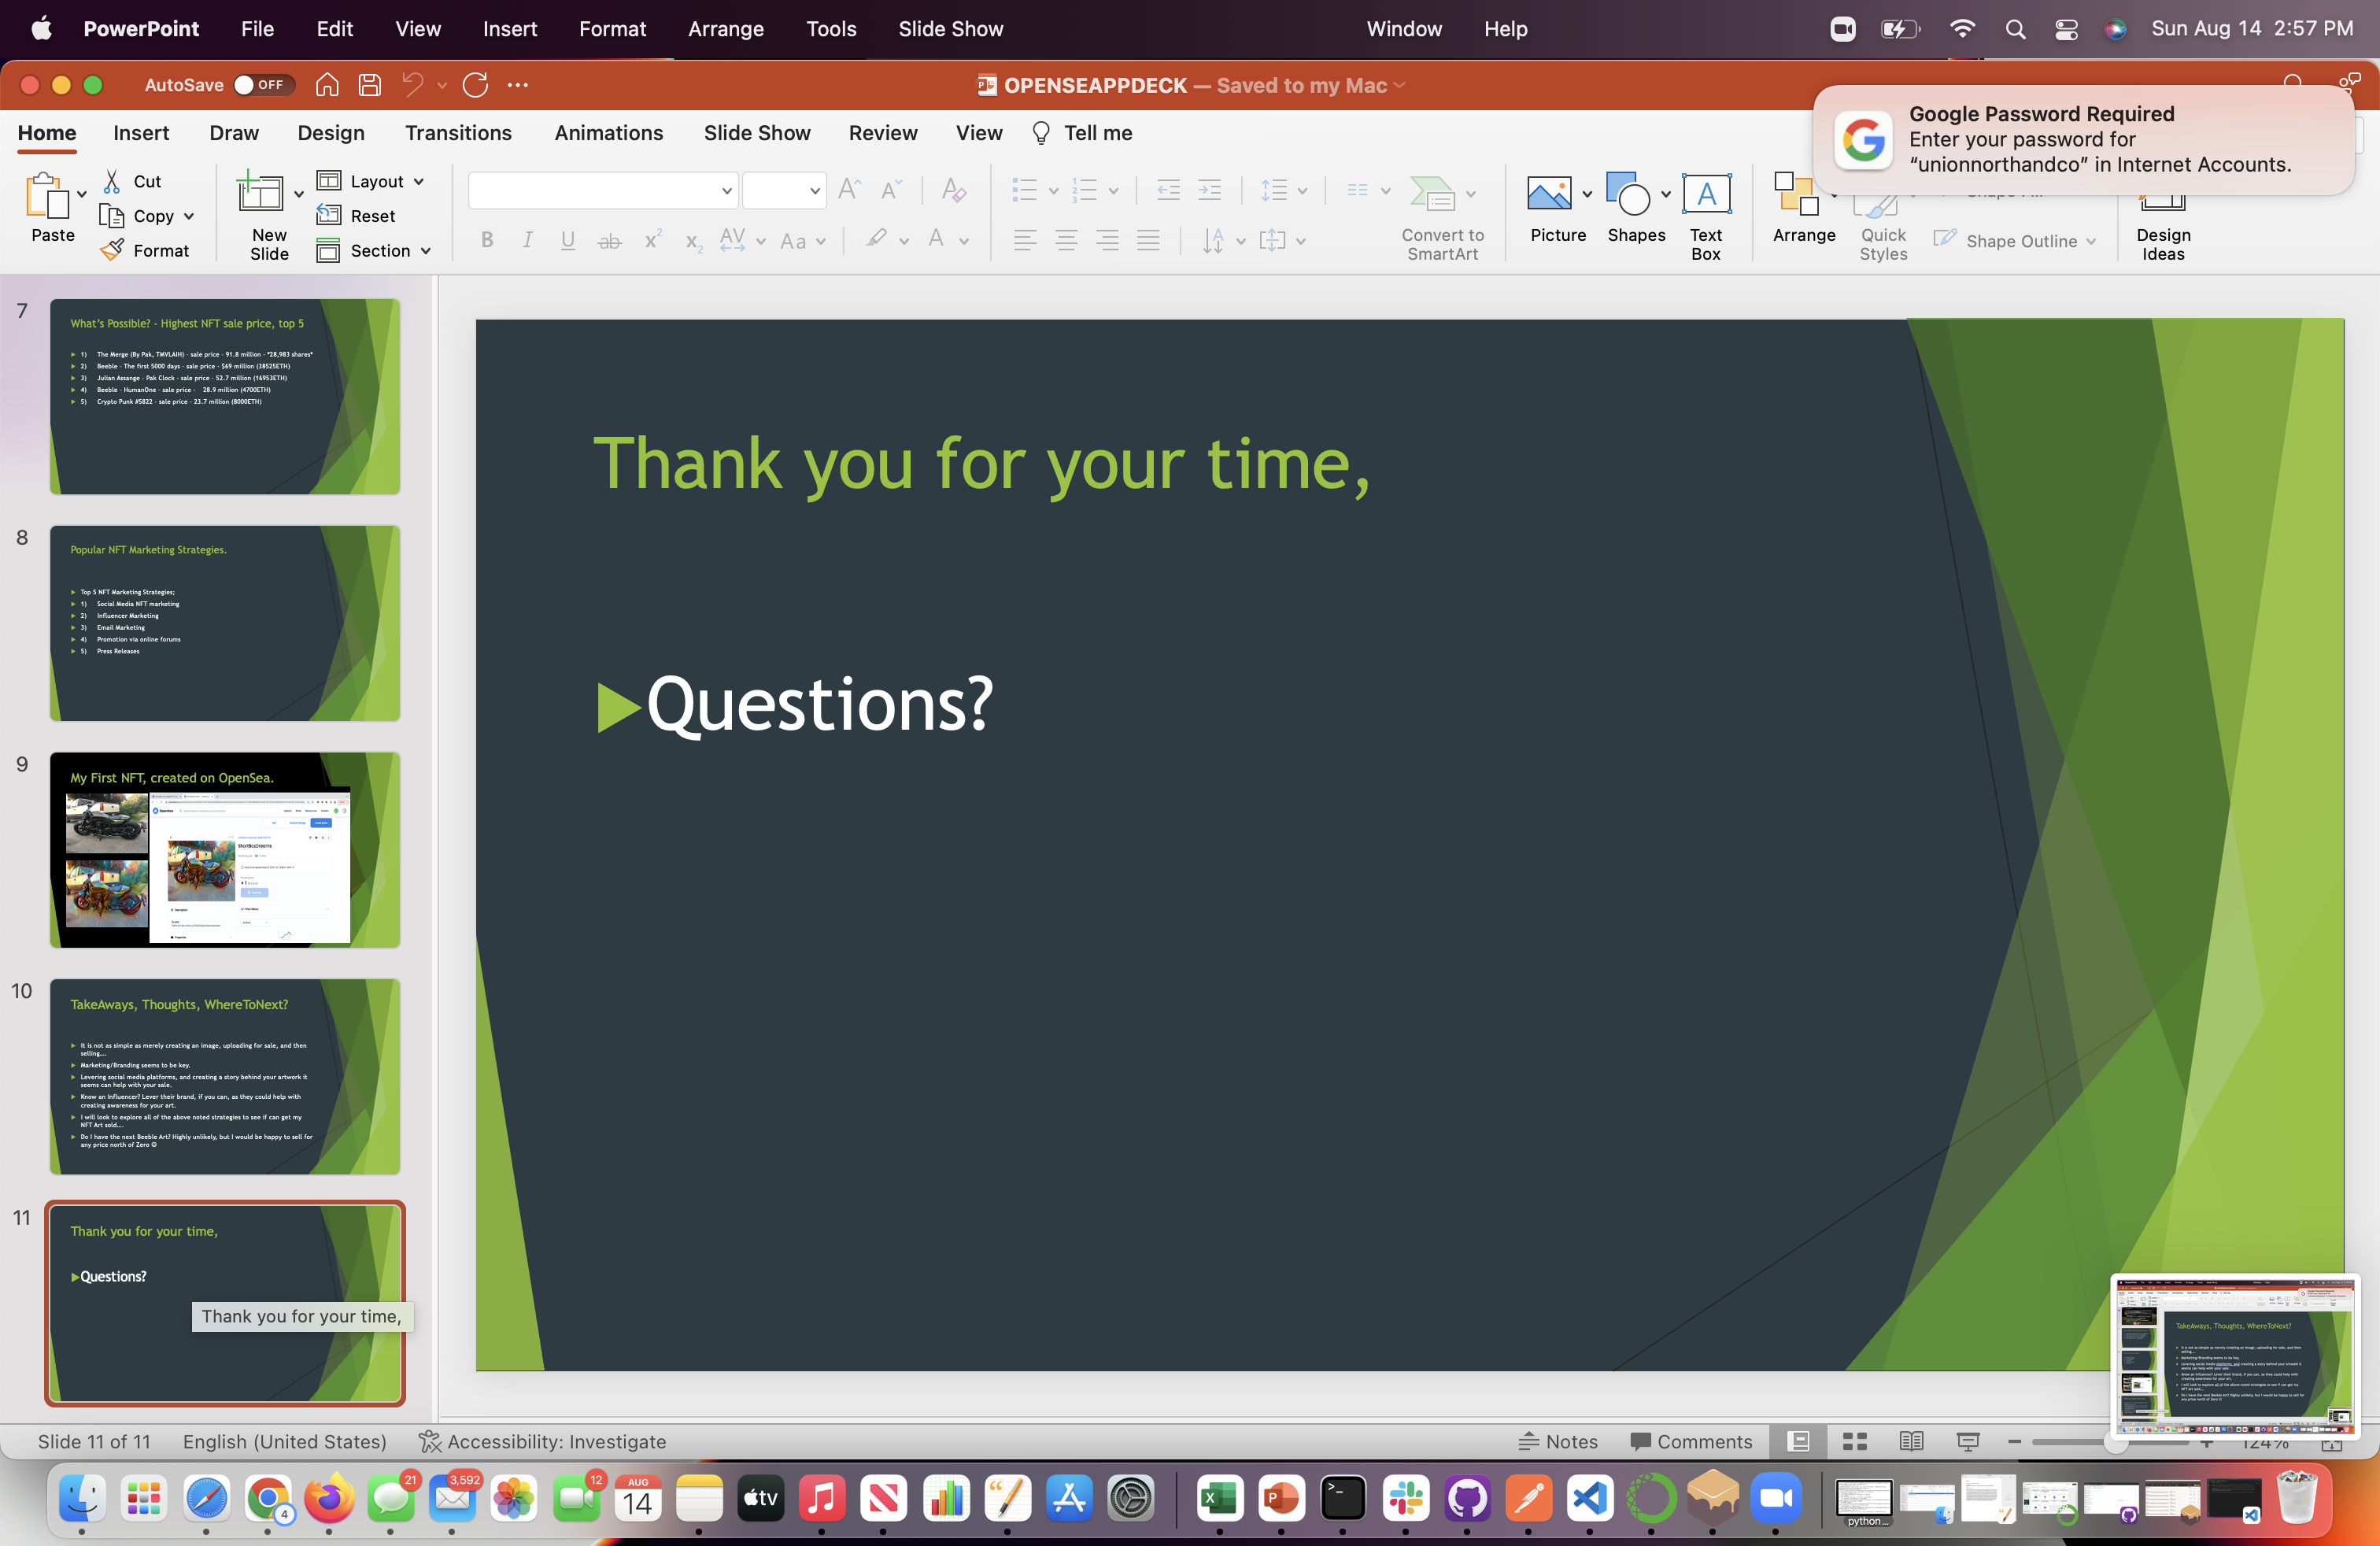 PowerPoint File Edit View Insert Format Arrange Tools Slide Show Window Help Sun Aug 14 2:57 PM
AutoSave OFF OPENSEAPPDECK — Saved to my Mac
Google Password Required
Enter your password for
“unionnorthandco” in Internet Accounts.
Home Insert Draw Design Transitions Animations Slide Show Review View Tell me
Paste
Cut
Copy
Format
New
Slide
Layout
Reset
Section
Convert to
SmartArt
Picture
Shapes
Text
Box
Arrange
Quick
Styles
Shape Outline
Design
Ideas
7
What's Possible? - Highest NFT sale price, top 5
1) The Merge (By Pak, TMVLAIH) - sale price - 91.8 million - *28,983 shares*
2) Beeble - The first 5000 days - sale price - $69 million (38525ETH)
3) Julian Assange - Pak Clock - sale price - 52.7 million (16953ETH)
4) Beeble - HumanOne - sale price - 28.9 million (4700ETH)
5) Crypto Punk #5822 - sale price - 23.7 million (8000ETH)
8
Popular NFT Marketing Strategies.
Top 5 NFT Marketing Strategies;
1) Social Media NFT marketing
2) Influencer Marketing
3) Email Marketing
4) Promotion via online forums
5) Press Releases
9
My First NFT, created on OpenSea.
OpenSea
ShortBoxDreams
10
TakeAways, Thoughts, WhereToNext?
It is not as simple as merely creating an image, uploading for sale, and then
selling….
Marketing/Branding seems to be key.
Levering social media platforms, and creating a story behind your artwork it
seems can help with your sale.
Know an Influencer? Lever their brand, if you can, as they could help with
creating awareness for your art.
I will look to explore all of the above noted strategies to see if can get my
NFT Art sold….
Do I have the next Beeble Art? Highly unlikely, but I would be happy to sell for
any price north of Zero ☺
11
Thank you for your time,
Questions?
Thank you for your time,
Thank you for your time,
Questions?
TakeAways, Thoughts, WhereToNext?
Slide 11 of 11 English (United States) Accessibility: Investigate Notes Comments 124%
21
3,592
12
4
AUG
14
tv
python...